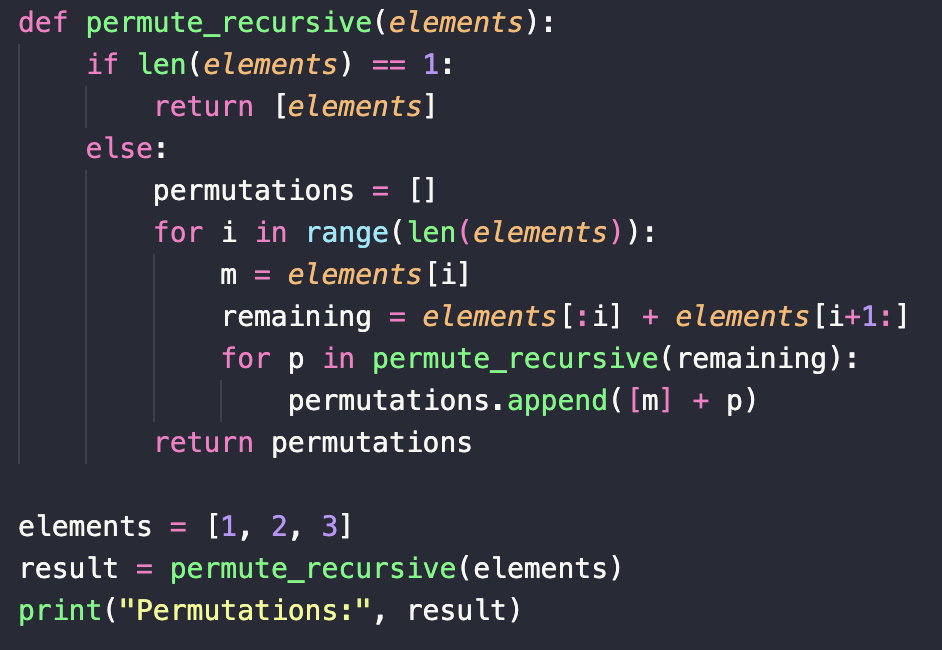 def permute_recursive(elements):
    if len(elements) == 1:
        return [elements]
    else:
        permutations = []
        for i in range(len(elements)):
            m = elements[i]
            remaining = elements[:i] + elements[i+1:]
            for p in permute_recursive(remaining):
                permutations.append([m] + p)
        return permutations

elements = [1, 2, 3]
result = permute_recursive(elements)
print("Permutations:", result)